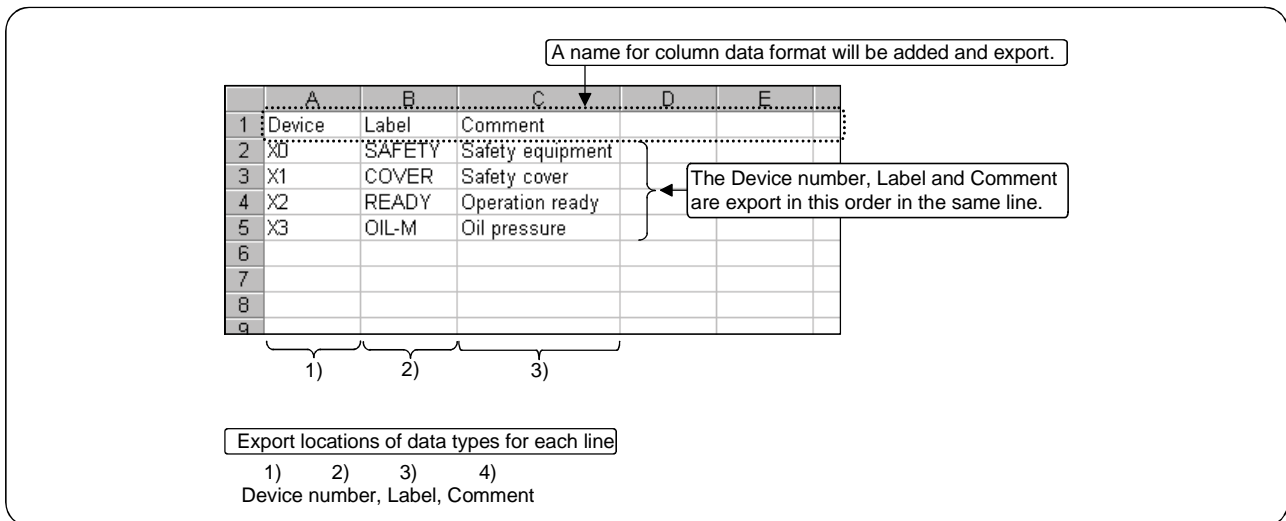 A name for column data format will be added and export.
A B C D E
1 Device Label Comment
2 X0 SAFETY Safety equipment
3 X1 COVER Safety cover
4 X2 READY Operation ready
5 X3 OIL-M Oil pressure
6
7
8
9
The Device number, Label and Comment
are export in this order in the same line.
1) 2) 3)
Export locations of data types for each line
1) 2) 3) 4)
Device number, Label, Comment